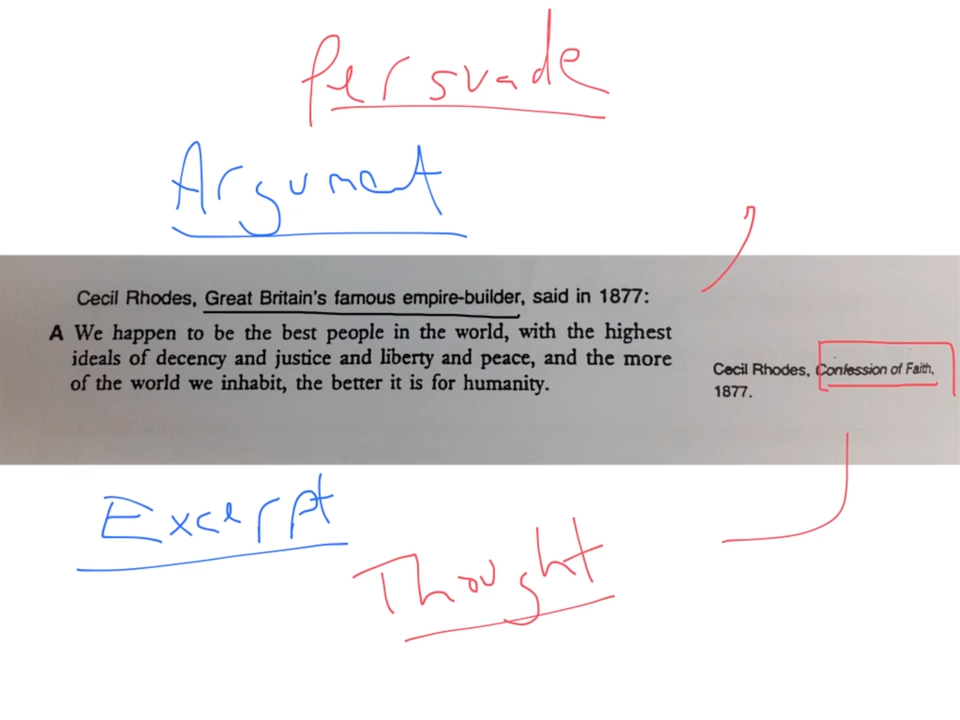 Persuade
Argument
Cecil Rhodes, Great Britain's famous empire-builder, said in 1877:
A We happen to be the best people in the world, with the highest
ideals of decency and justice and liberty and peace, and the more
of the world we inhabit, the better it is for humanity.
Cecil Rhodes, Confession of Faith,
1877.
Excerpt
Thought